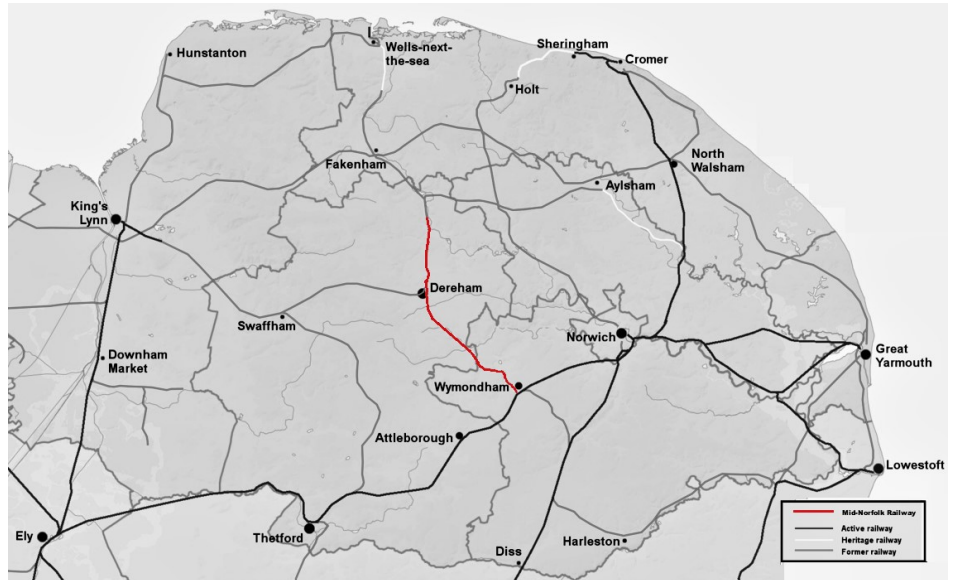 Hunstanton
Wells-next-
the-sea
Sheringham
Cromer
Holt
Fakenham
North
Walsham
Aylsham
King's
Lynn
Dereham
Swaffham
Norwich
Downham
Market
Great
Yarmouth
Wymondham
Attleborough
Lowestoft
Ely
Thetford
Diss
Harleston
Mid-Norfolk Railway
Active railway
Heritage railway
Former railway